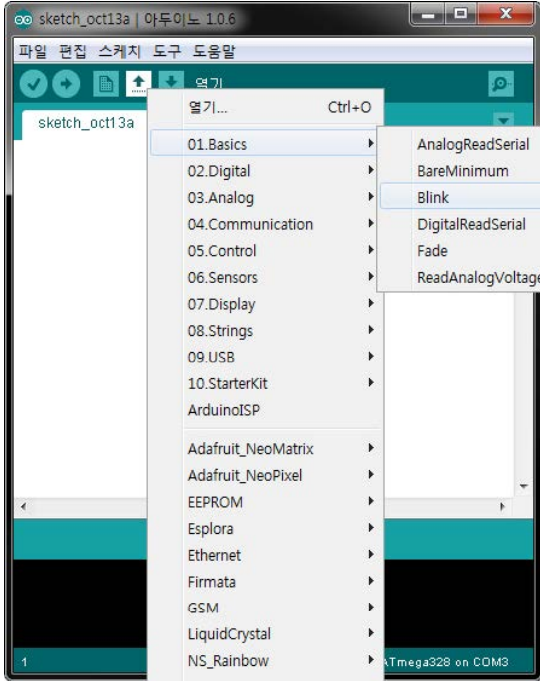 sketch_oct13a | 아두이노 1.0.6
파일 편집 스케치 도구 도움말
열기
sketch_oct13a
열기... Ctrl+O
01.Basics
02.Digital
03.Analog
04.Communication
05.Control
06.Sensors
07.Display
08.Strings
09.USB
10.StarterKit
ArduinoISP
Adafruit_NeoMatrix
Adafruit_NeoPixel
EEPROM
Esplora
Ethernet
Firmata
GSM
LiquidCrystal
NS_Rainbow
AnalogReadSerial
BareMinimum
Blink
DigitalReadSerial
Fade
ReadAnalogVoltage
1
ATmega328 on COM3